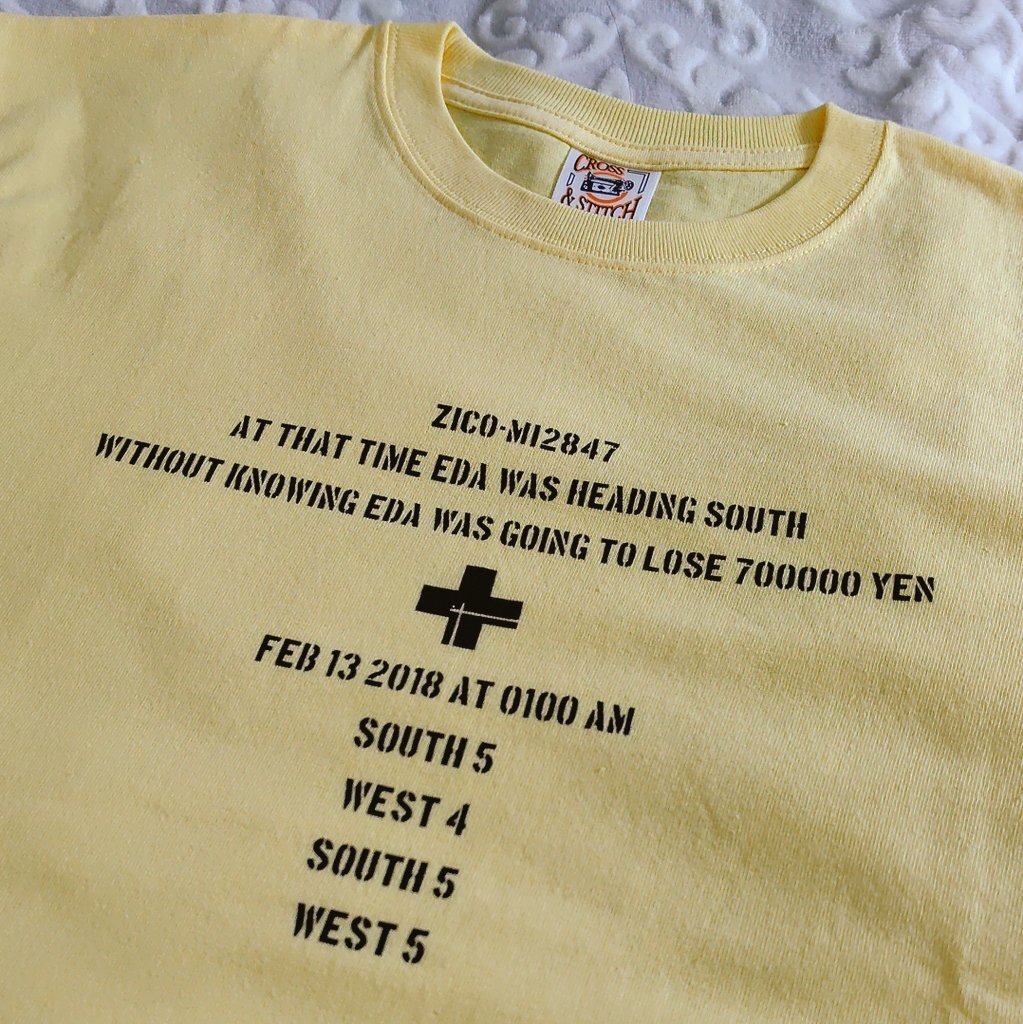 CROSS
& STITCH
ZICO-MI2847
AT THAT TIME EDA WAS HEADING SOUTH
WITHOUT KNOWING EDA WAS GOING TO LOSE 700000 YEN
FEB 13 2018 AT 0100 AM
SOUTH 5
WEST 4
SOUTH 5
WEST 5